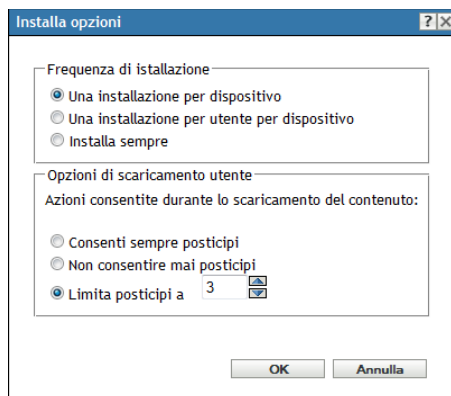 Installa opzioni
Frequenza di istallazione
Una installazione per dispositivo
Una installazione per utente per dispositivo
Installa sempre
Opzioni di scaricamento utente
Azioni consentite durante lo scaricamento del contenuto:
Consenti sempre posticipi
Non consentire mai posticipi
Limita posticipi a 3
OK Annulla